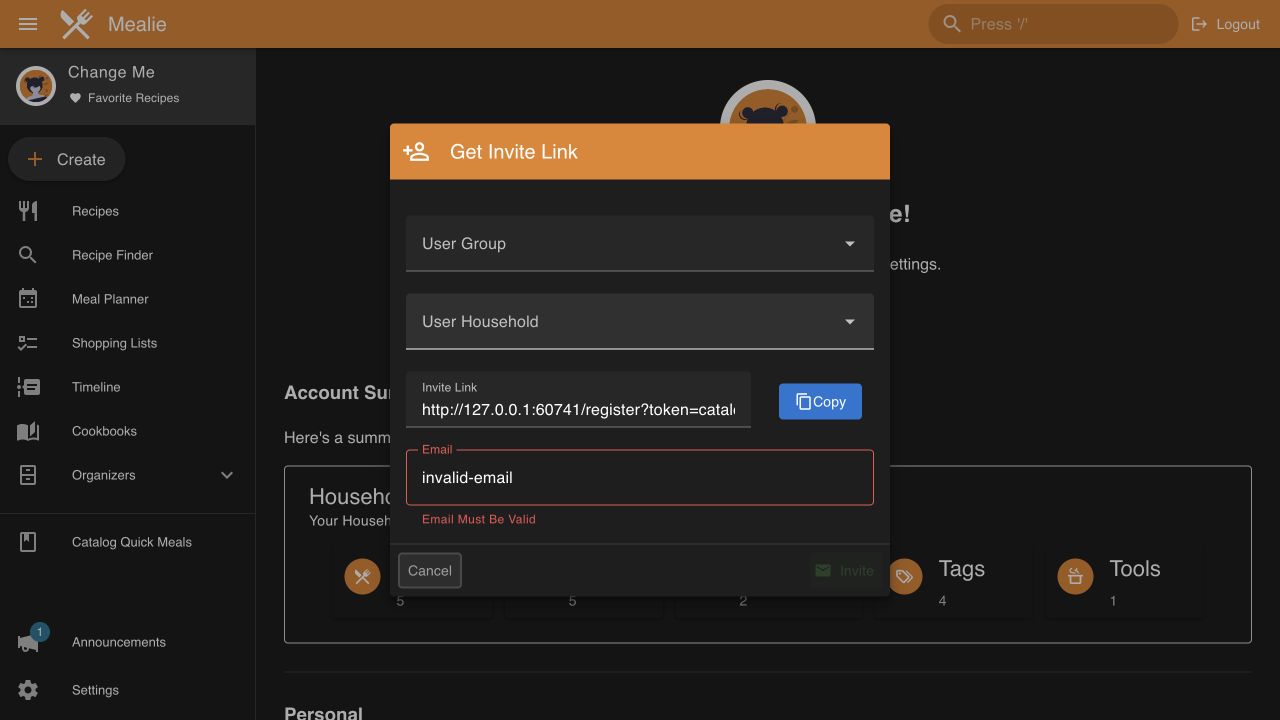 Mealie
Press '/'
Logout
Change Me
Favorite Recipes
Create
Recipes
Recipe Finder
Meal Planner
Shopping Lists
Timeline
Cookbooks
Organizers
Catalog Quick Meals
Announcements
1
Settings
Get Invite Link
User Group
User Household
Invite Link
http://127.0.0.1:60741/register?token=catal
Copy
Email
invalid-email
Email Must Be Valid
Cancel
Invite
e!
ettings.
Account Su
Here's a summ
Househo
Your Househ
5
5
2
Tags
4
Tools
1
Personal